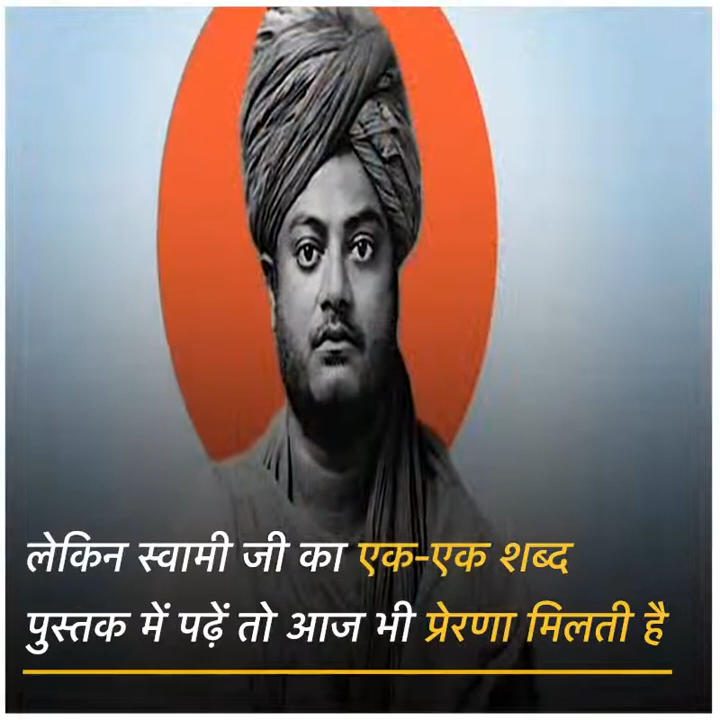 लेकिन स्वामी जी का एक-एक शब्द
पुस्तक में पढ़ें तो आज भी प्रेरणा मिलती है